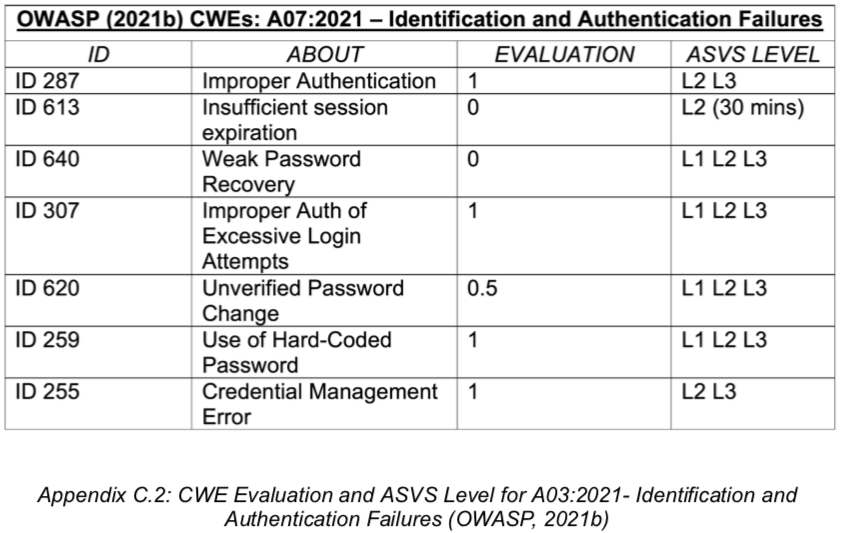 OWASP (2021b) CWEs: A07:2021 – Identification and Authentication Failures
ID ABOUT EVALUATION ASVS LEVEL
ID 287 Improper Authentication 1 L2 L3
ID 613 Insufficient session 0 L2 (30 mins)
expiration
ID 640 Weak Password 0 L1 L2 L3
Recovery
ID 307 Improper Auth of 1 L1 L2 L3
Excessive Login
Attempts
ID 620 Unverified Password 0.5 L1 L2 L3
Change
ID 259 Use of Hard-Coded 1 L1 L2 L3
Password
ID 255 Credential Management 1 L2 L3
Error
Appendix C.2: CWE Evaluation and ASVS Level for A03:2021- Identification and
Authentication Failures (OWASP, 2021b)